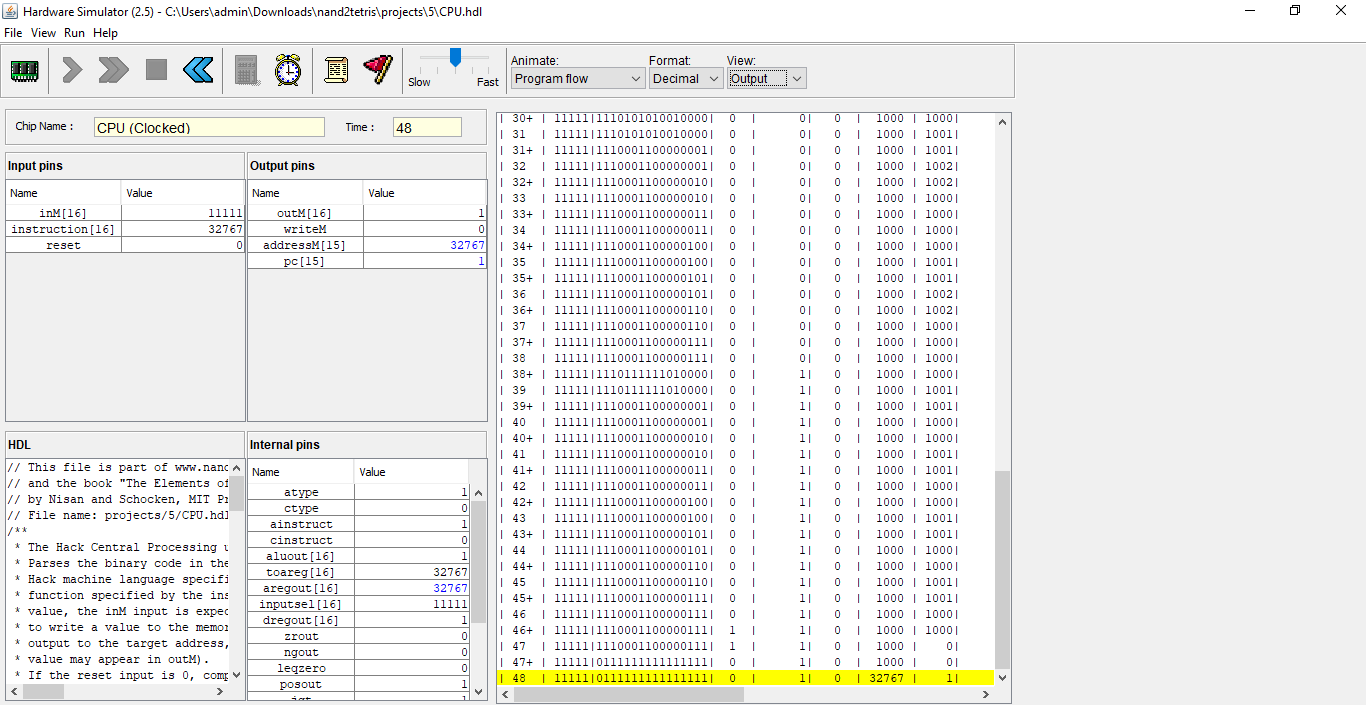 Hardware Simulator (2.5) - C:\Users\admin\Downloads\nand2tetris\projects\5\CPU.hdl
File View Run Help
Slow Fast
Animate: Format: View:
Program flow Decimal Output
Chip Name : CPU (Clocked) Time : 48
Input pins
Name Value
inM[16] 11111
instruction[16] 32767
reset 0
Output pins
Name Value
outM[16] 1
writeM 0
addressM[15] 32767
pc[15] 1
HDL
// This file is part of www.nand
// and the book "The Elements of
// by Nisan and Schocken, MIT Pr
// File name: projects/5/CPU.hdl
/**
* The Hack Central Processing u
* Parses the binary code in the
* Hack machine language specifi
* function specified by the ins
* value, the inM input is expec
* to write a value to the memor
* output to the target address,
* value may appear in outM).
* If the reset input is 0, comp
Internal pins
Name Value
atype 1
ctype 0
ainstruct 1
cinstruct 0
aluout[16] 1
toareg[16] 32767
aregout[16] 32767
inputsel[16] 11111
dregout[16] 1
zrout 0
ngout 0
leqzero 0
posout 1
| 30+ | 11111|1110101010010000| 0 | 0| 0 | 1000 | 1000|
| 31 | 11111|1110101010010000| 0 | 0| 0 | 1000 | 1001|
| 31+ | 11111|1110001100000001| 0 | 0| 0 | 1000 | 1001|
| 32 | 11111|1110001100000001| 0 | 0| 0 | 1000 | 1002|
| 32+ | 11111|1110001100000010| 0 | 0| 0 | 1000 | 1002|
| 33 | 11111|1110001100000010| 0 | 0| 0 | 1000 | 1000|
| 33+ | 11111|1110001100000011| 0 | 0| 0 | 1000 | 1000|
| 34 | 11111|1110001100000011| 0 | 0| 0 | 1000 | 1000|
| 34+ | 11111|1110001100000100| 0 | 0| 0 | 1000 | 1000|
| 35 | 11111|1110001100000100| 0 | 0| 0 | 1000 | 1001|
| 35+ | 11111|1110001100000101| 0 | 0| 0 | 1000 | 1001|
| 36 | 11111|1110001100000101| 0 | 0| 0 | 1000 | 1002|
| 36+ | 11111|1110001100000110| 0 | 0| 0 | 1000 | 1002|
| 37 | 11111|1110001100000110| 0 | 0| 0 | 1000 | 1000|
| 37+ | 11111|1110001100000111| 0 | 0| 0 | 1000 | 1000|
| 38 | 11111|1110001100000111| 0 | 0| 0 | 1000 | 1000|
| 38+ | 11111|1110111111010000| 0 | 1| 0 | 1000 | 1000|
| 39 | 11111|1110111111010000| 0 | 1| 0 | 1000 | 1001|
| 39+ | 11111|1110001100000001| 0 | 1| 0 | 1000 | 1001|
| 40 | 11111|1110001100000001| 0 | 1| 0 | 1000 | 1000|
| 40+ | 11111|1110001100000010| 0 | 1| 0 | 1000 | 1000|
| 41 | 11111|1110001100000010| 0 | 1| 0 | 1000 | 1001|
| 41+ | 11111|1110001100000011| 0 | 1| 0 | 1000 | 1001|
| 42 | 11111|1110001100000011| 0 | 1| 0 | 1000 | 1000|
| 42+ | 11111|1110001100000100| 0 | 1| 0 | 1000 | 1000|
| 43 | 11111|1110001100000100| 0 | 1| 0 | 1000 | 1001|
| 43+ | 11111|1110001100000101| 0 | 1| 0 | 1000 | 1001|
| 44 | 11111|1110001100000101| 0 | 1| 0 | 1000 | 1000|
| 44+ | 11111|1110001100000110| 0 | 1| 0 | 1000 | 1000|
| 45 | 11111|1110001100000110| 0 | 1| 0 | 1000 | 1001|
| 45+ | 11111|1110001100000111| 0 | 1| 0 | 1000 | 1001|
| 46 | 11111|1110001100000111| 0 | 1| 0 | 1000 | 1000|
| 46+ | 11111|1110001100000111| 1 | 1| 0 | 1000 | 1000|
| 47 | 11111|1110001100000111| 1 | 1| 0 | 1000 | 0|
| 47+ | 11111|0111111111111111| 0 | 1| 0 | 1000 | 0|
| 48 | 11111|0111111111111111| 0 | 1| 0 | 32767 | 1|